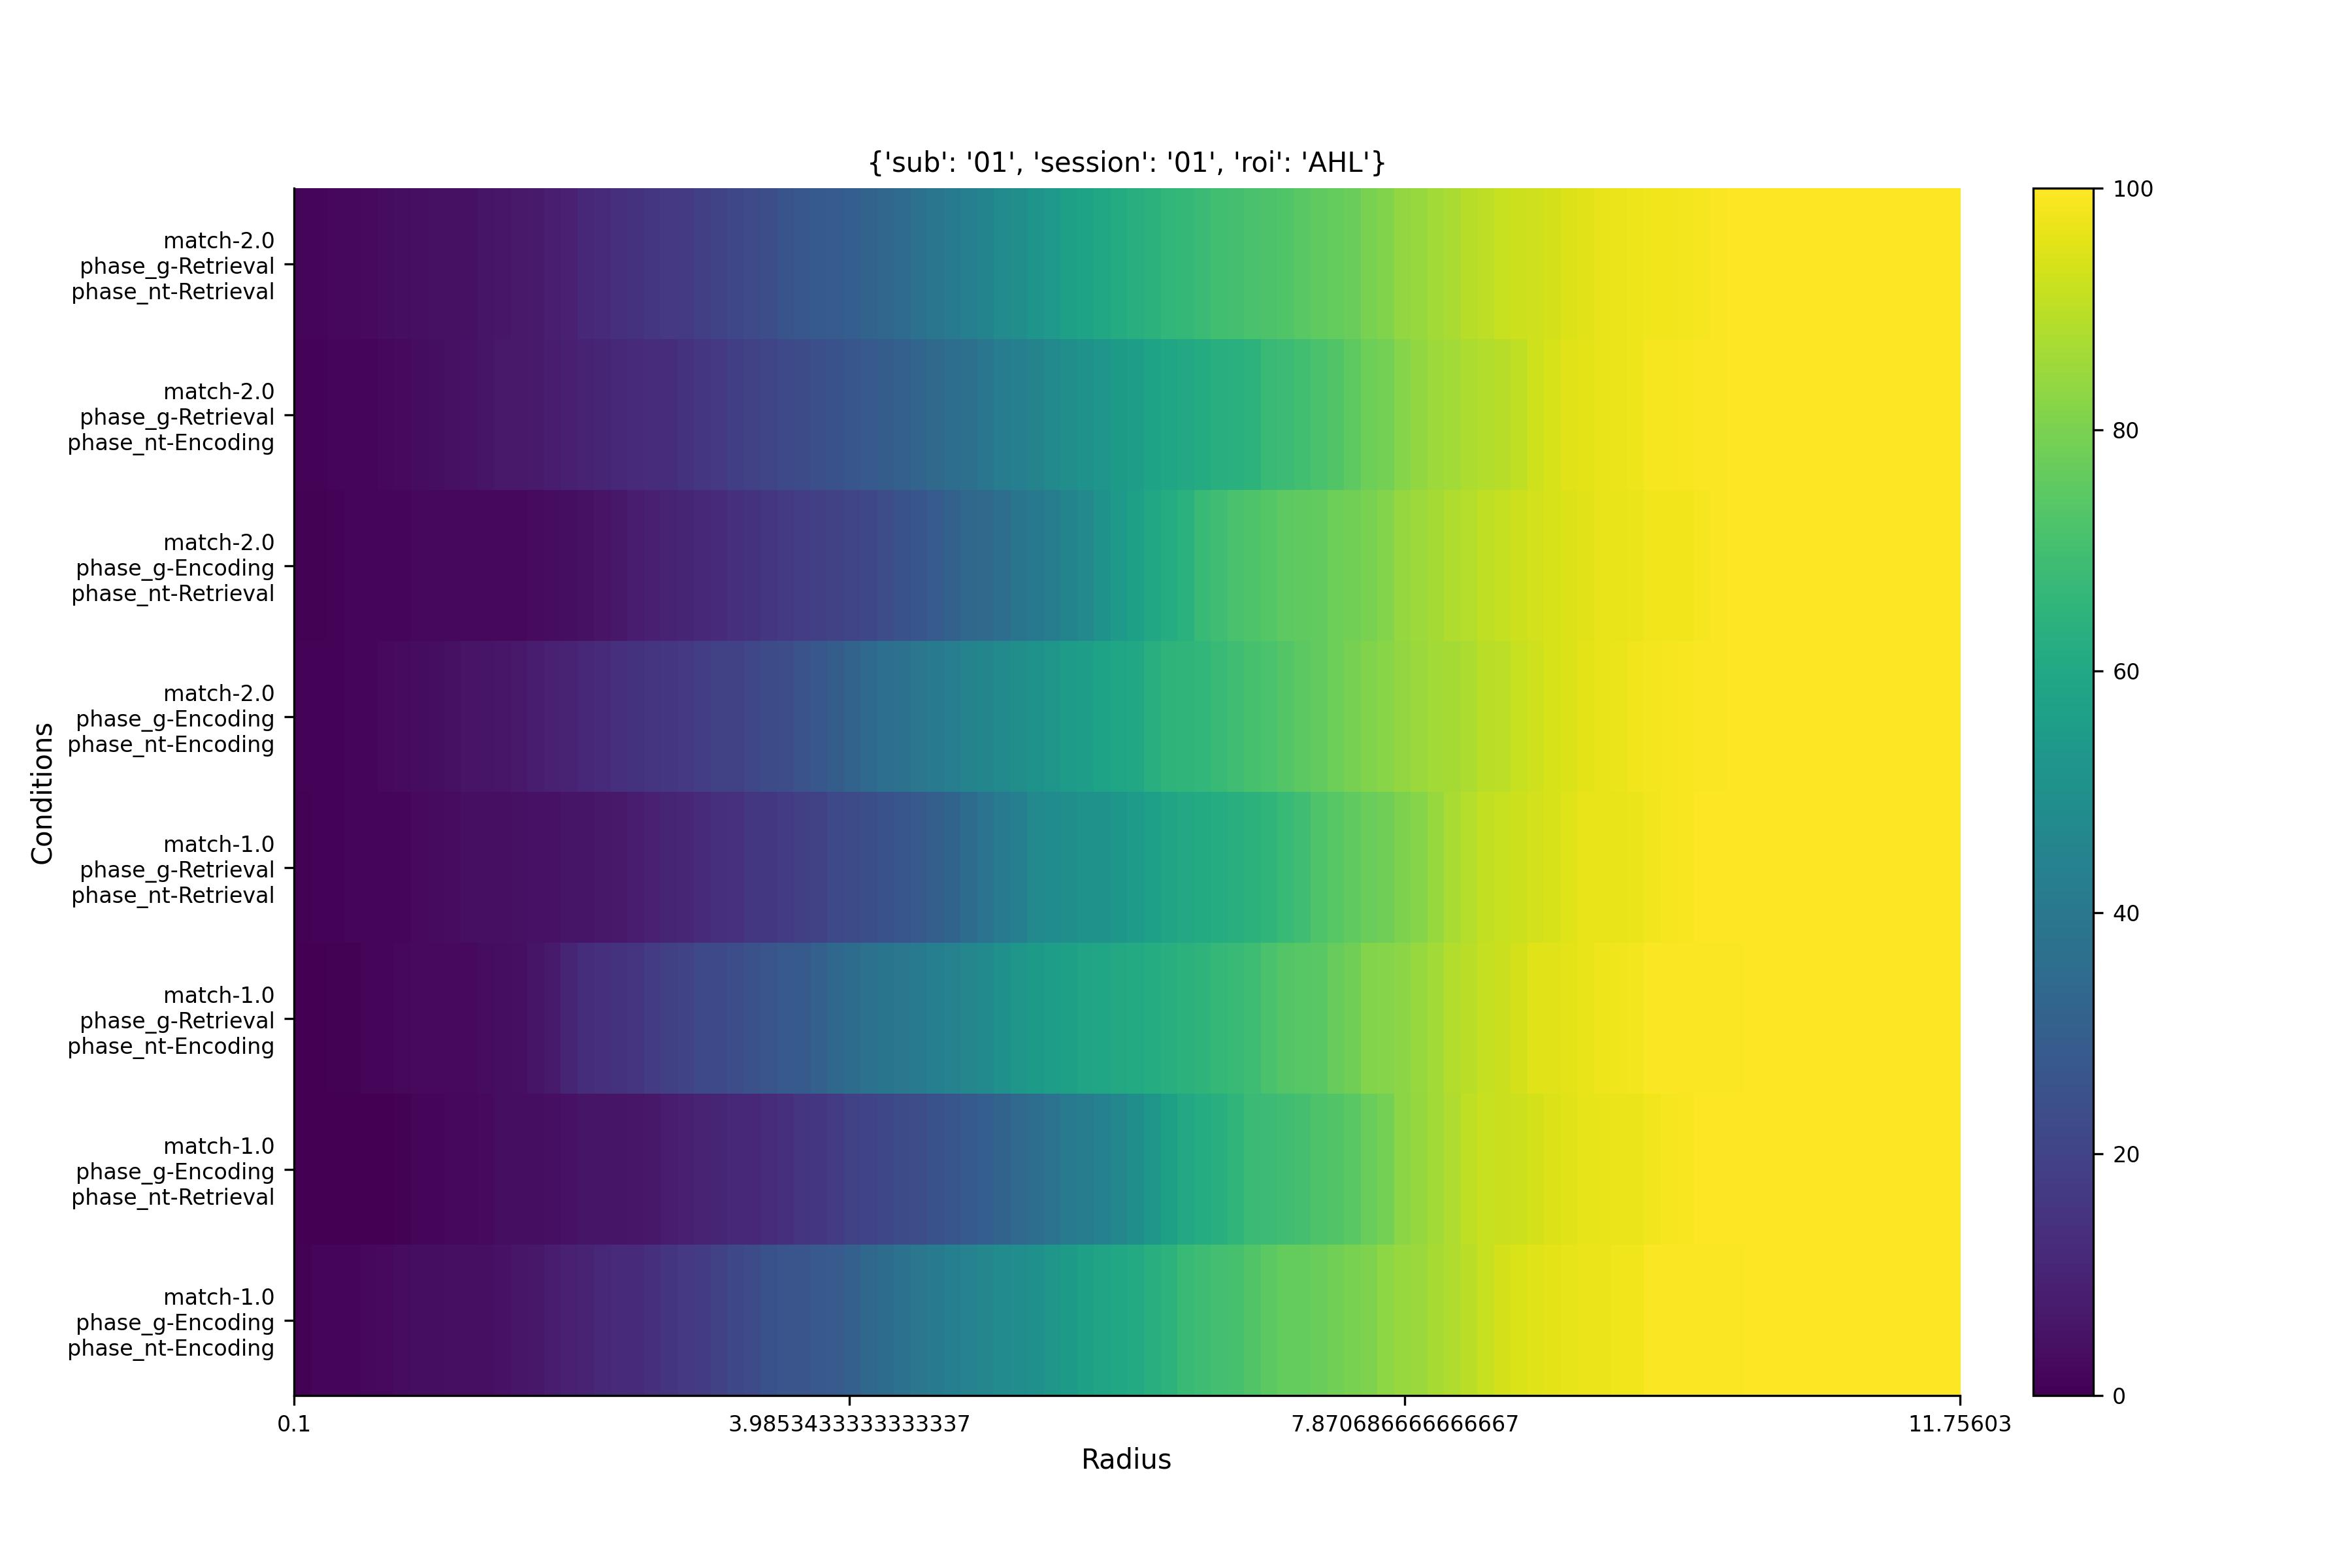 {'sub': '01', 'session': '01', 'roi': 'AHL'}
match-2.0
phase_g-Retrieval
phase_nt-Retrieval
match-2.0
phase_g-Retrieval
phase_nt-Encoding
match-2.0
phase_g-Encoding
phase_nt-Retrieval
match-2.0
phase_g-Encoding
phase_nt-Encoding
match-1.0
phase_g-Retrieval
phase_nt-Retrieval
match-1.0
phase_g-Retrieval
phase_nt-Encoding
match-1.0
phase_g-Encoding
phase_nt-Retrieval
match-1.0
phase_g-Encoding
phase_nt-Encoding
Conditions
0.1
3.9853433333333337
7.870686666666667
11.75603
Radius
100
80
60
40
20
0